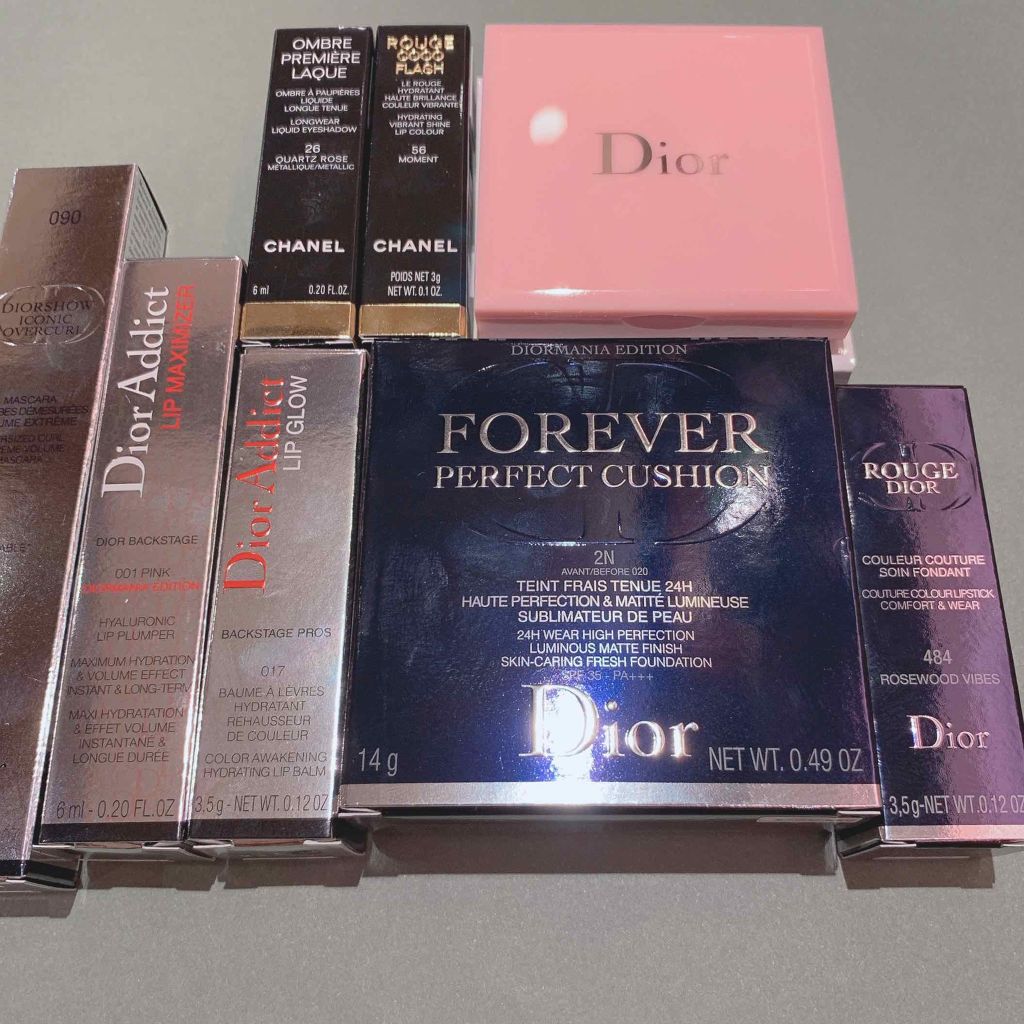 OMBRE
PREMIÈRE
LAQUE
OMBRE À PAUPIÈRES
LIQUIDE
LONGUE TENUE
LONGWEAR
LIQUID EYESHADOW
26
QUARTZ ROSE
MÉTALLIQUE/METALLIC
CHANEL
6 ml 0.20 FL.OZ.
ROUGE
COCO
FLASH
LE ROUGE
HYDRATANT
HAUTE BRILLANCE
COULEUR VIBRANTE
HYDRATING
VIBRANT SHINE
LIP COLOUR
56
MOMENT
CHANEL
POIDS NET 3g
NET WT. 0.1 OZ.
Dior
090
DIORSHOW
ICONIC
OVERCURL
MASCARA
DÉMESURÉES
EXTRÊME
CURL
VOLUME
Dior Addict
LIP MAXIMIZER
DIOR BACKSTAGE
001 PINK
DIORMANIA EDITION
HYALURONIC
LIP PLUMPER
MAXIMUM HYDRATION
& VOLUME EFFECT
INSTANT & LONG-TERM
MAXI HYDRATATION
& EFFET VOLUME
INSTANTANÉ &
LONGUE DURÉE
6 ml - 0.20 FL.OZ
Dior Addict
LIP GLOW
BACKSTAGE PROS
017
BAUME À LÈVRES
HYDRATANT
REHAUSSEUR
DE COULEUR
COLOR AWAKENING
HYDRATING LIP BALM
3.5g - NET WT. 0.12 OZ
DIORMANIA EDITION
FOREVER
PERFECT CUSHION
2N
AVANT/BEFORE 020
TEINT FRAIS TENUE 24H
HAUTE PERFECTION & MATITÉ LUMINEUSE
SUBLIMATEUR DE PEAU
24H WEAR HIGH PERFECTION
LUMINOUS MATTE FINISH
SKIN-CARING FRESH FOUNDATION
SPF 35 - PA+++
Dior
14 g NET WT. 0.49 OZ
ROUGE
DIOR
COULEUR COUTURE
SOIN FONDANT
COUTURE COLOUR LIPSTICK
COMFORT & WEAR
484
ROSEWOOD VIBES
Dior
3,5g-NET WT. 0.12 OZ